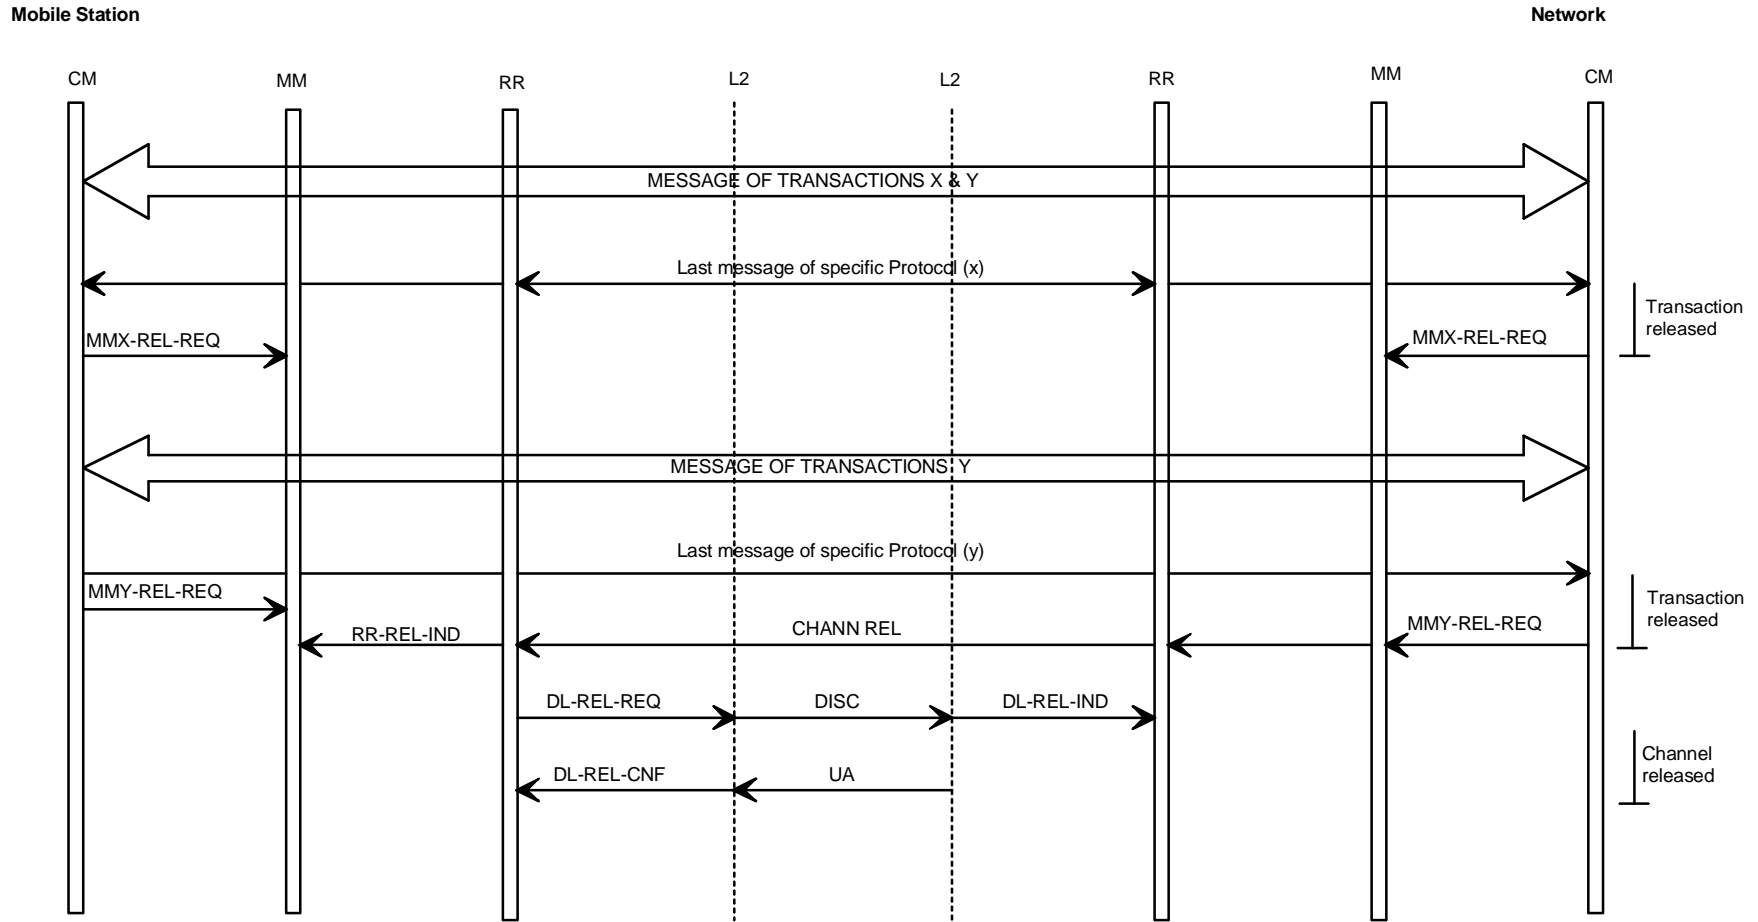 Mobile Station
Network
CM
MM
RR
L2
L2
RR
MM
CM
MESSAGE OF TRANSACTIONS X & Y
Last message of specific Protocol (x)
Transaction
released
MMX-REL-REQ
MMX-REL-REQ
MESSAGE OF TRANSACTIONS Y
Last message of specific Protocol (y)
MMY-REL-REQ
Transaction
released
RR-REL-IND
CHANN REL
MMY-REL-REQ
DL-REL-REQ
DISC
DL-REL-IND
Channel
released
DL-REL-CNF
UA